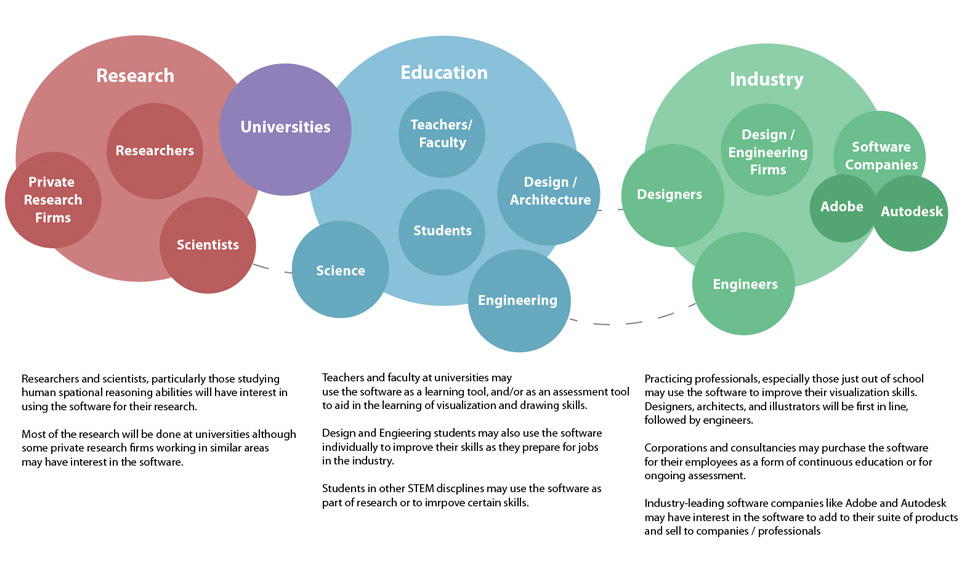 Research
Researchers
Private
Research
Firms
Scientists
Universities
Education
Teachers/
Faculty
Design /
Architecture
Students
Science
Engineering
Industry
Design /
Engineering
Firms
Software
Companies
Designers
Adobe
Autodesk
Engineers
Researchers and scientists, particularly those studying
human spational reasoning abilities will have interest in
using the software for their research.
Most of the research will be done at universities although
some private research firms working in similar areas
may have interest in the software.
Teachers and faculty at universities may
use the software as a learning tool, and/or as an assessment tool
to aid in the learning of visualization and drawing skills.
Design and Engieering students may also use the software
individually to improve their skills as they prepare for jobs
in the industry.
Students in other STEM discplines may use the software as
part of research or to imrpove certain skills.
Practicing professionals, especially those just out of school
may use the software to improve their visualization skills.
Designers, architects, and illustrators will be first in line,
followed by engineers.
Corporations and consultancies may purchase the software
for their employees as a form of continuous education or for
ongoing assessment.
Industry-leading software companies like Adobe and Autodesk
may have interest in the software to add to their suite of products
and sell to companies / professionals